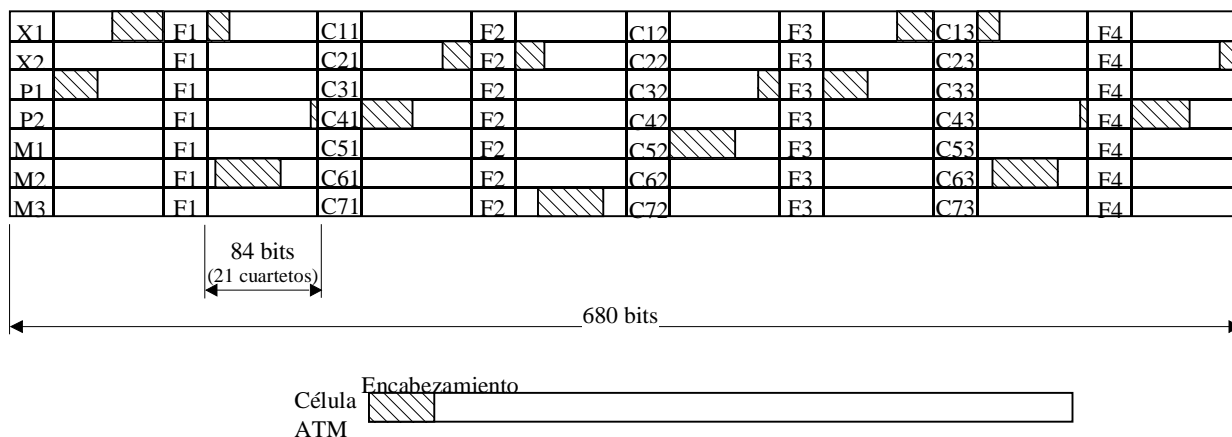 X1 F1 C11 F2 C12 F3 C13 F4
X2 F1 C21 F2 C22 F3 C23 F4
P1 F1 C31 F2 C32 F3 C33 F4
P2 F1 C41 F2 C42 F3 C43 F4
M1 F1 C51 F2 C52 F3 C53 F4
M2 F1 C61 F2 C62 F3 C63 F4
M3 F1 C71 F2 C72 F3 C73 F4
84 bits
(21 cuartetos)
680 bits
Encabezamiento
Célula
ATM